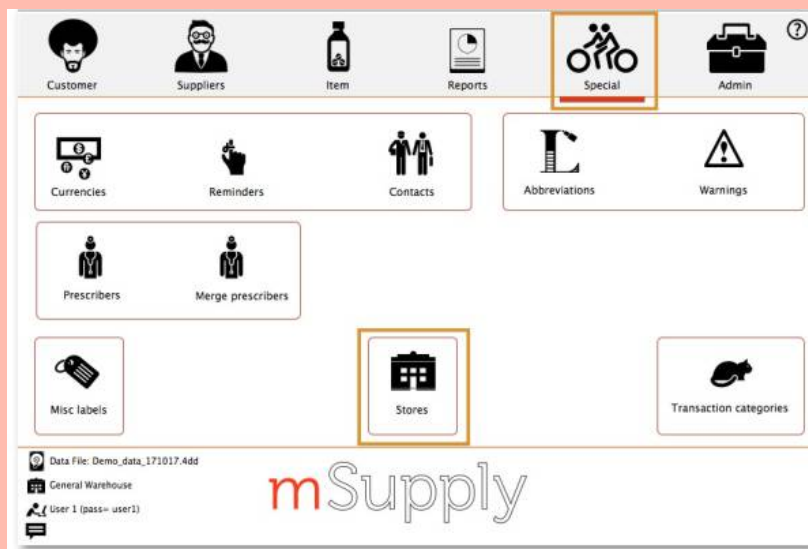 Customer
Suppliers
Item
Reports
Special
Admin
?
Currencies
Reminders
Contacts
Abbreviations
Warnings
Prescribers
Merge prescribers
Misc labels
Stores
Transaction categories
Data File: Demo_data_171017.4dd
General Warehouse
User 1 (pass= user1)
mSupply